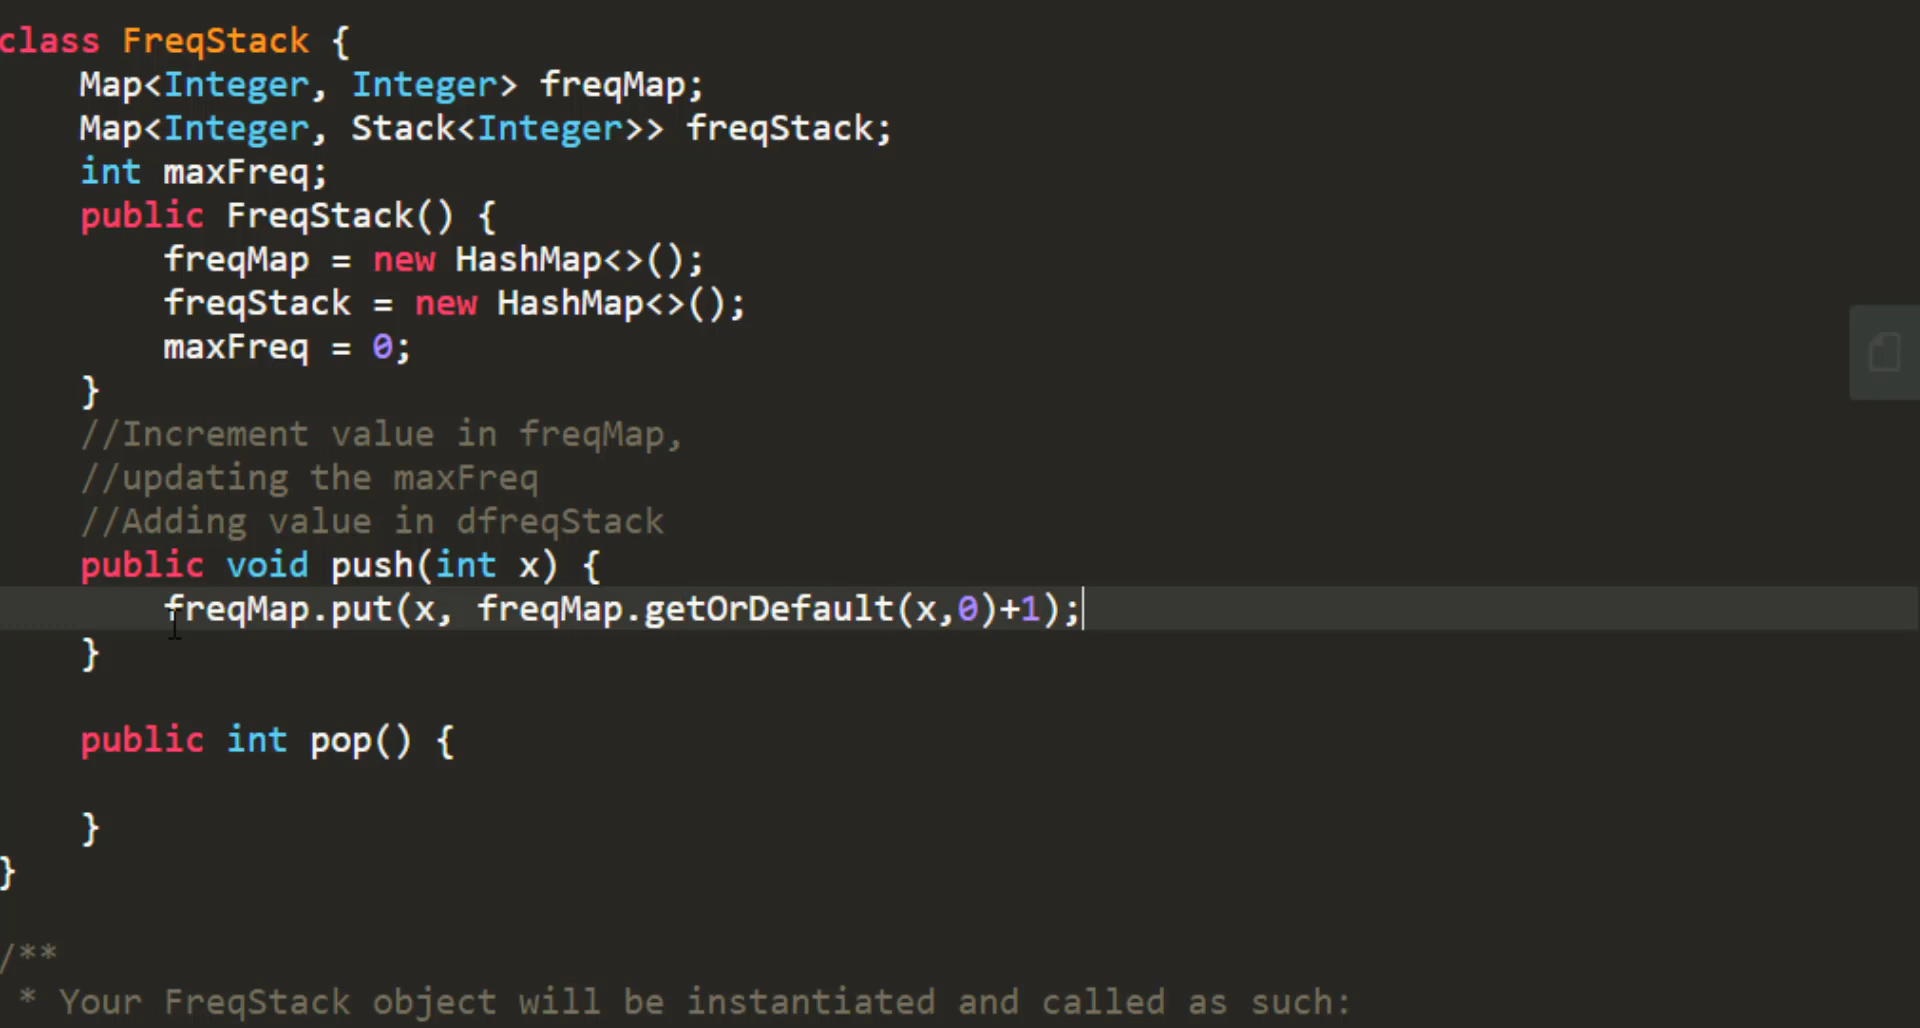 class FreqStack {
Map<Integer, Integer> freqMap;
Map<Integer, Stack<Integer>> freqStack;
int maxFreq;
public FreqStack() {
freqMap = new HashMap<>();
freqStack = new HashMap<>();
maxFreq = 0;
}
//Increment value in freqMap,
//updating the maxFreq
//Adding value in dfreqStack
public void push(int x) {
freqMap.put(x, freqMap.getOrDefault(x,0)+1);
}
public int pop() {
}
}
/**
* Your FreqStack object will be instantiated and called as such: